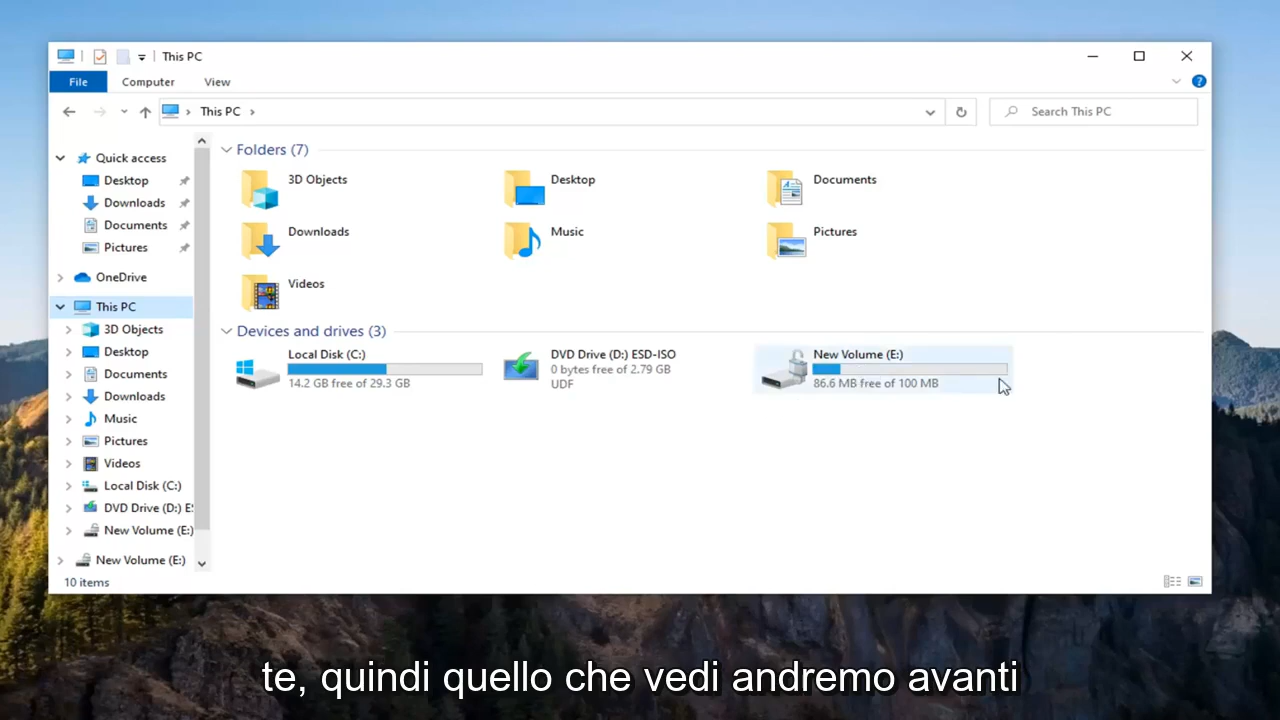 This PC
File
Computer
View
This PC
Search This PC
Quick access
Desktop
Downloads
Documents
Pictures
OneDrive
This PC
3D Objects
Desktop
Documents
Downloads
Music
Pictures
Videos
Local Disk (C:)
DVD Drive (D:) E:
New Volume (E:)
New Volume (E:)
Folders (7)
3D Objects
Desktop
Documents
Downloads
Music
Pictures
Videos
Devices and drives (3)
Local Disk (C:)
14.2 GB free of 29.3 GB
DVD Drive (D:) ESD-ISO
0 bytes free of 2.79 GB
UDF
New Volume (E:)
86.6 MB free of 100 MB
10 items
te, quindi quello che vedi andremo avanti